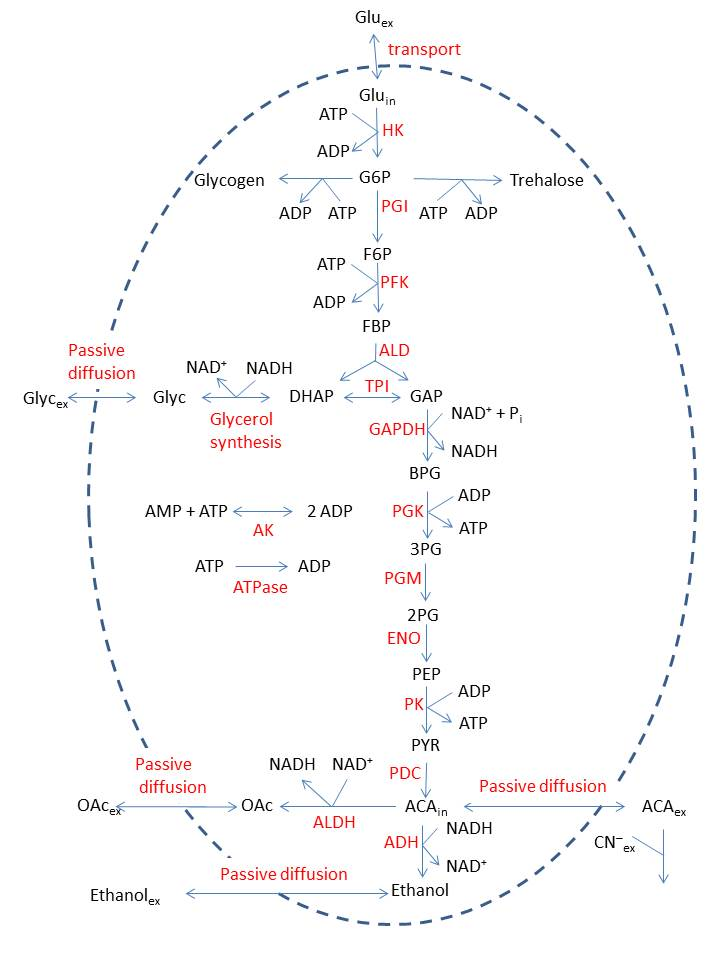 Glu_ex
transport
Glu_in
ATP
HK
ADP
Glycogen
G6P
Trehalose
ADP ATP
PGI
ATP ADP
F6P
ATP
PFK
ADP
FBP
ALD
Passive
diffusion
NAD⁺ NADH
TPI
Glyc_ex
Glyc
DHAP
GAP
Glycerol
synthesis
NAD⁺ + P_i
GAPDH
NADH
BPG
ADP
AMP + ATP
2 ADP
PGK
AK
ATP
3PG
ATP
ADP
ATPase
PGM
2PG
ENO
PEP
ADP
PK
ATP
PYR
Passive
diffusion
NADH NAD⁺
PDC
Passive diffusion
OAc_ex
OAc
ACA_in
ACA_ex
ALDH
NADH
ADH
CN⁻_ex
NAD⁺
Passive diffusion
Ethanol_ex
Ethanol